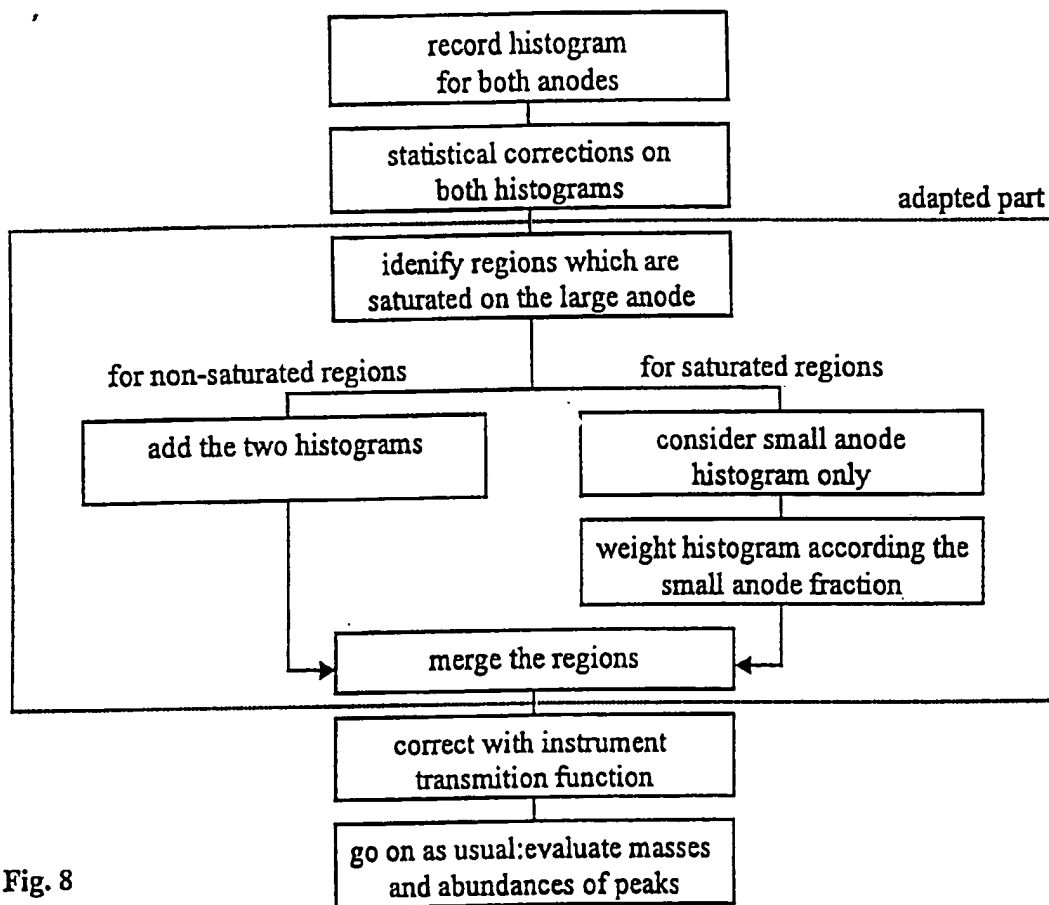 record histogram
for both anodes
statistical corrections on
both histograms
adapted part
idenify regions which are
saturated on the large anode
for non-saturated regions
for saturated regions
add the two histograms
consider small anode
histogram only
weight histogram according the
small anode fraction
merge the regions
correct with instrument
transmition function
go on as usual:evaluate masses
and abundances of peaks
Fig. 8